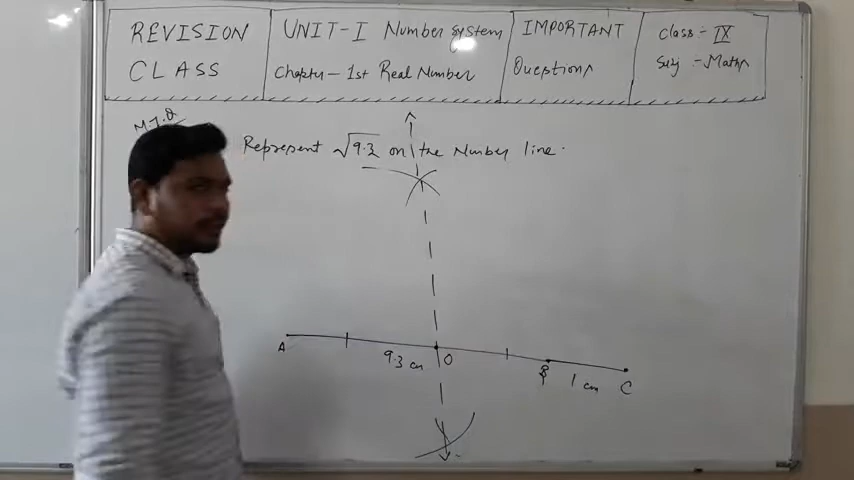 REVISION
CLASS
UNIT-I Number System
Chapter - 1st Real Number
IMPORTANT
Questions
Class:- IX
Subj :- Maths
Represent √9.3 on the Number line.
A
9.3 cm
O
B
1 cm
C